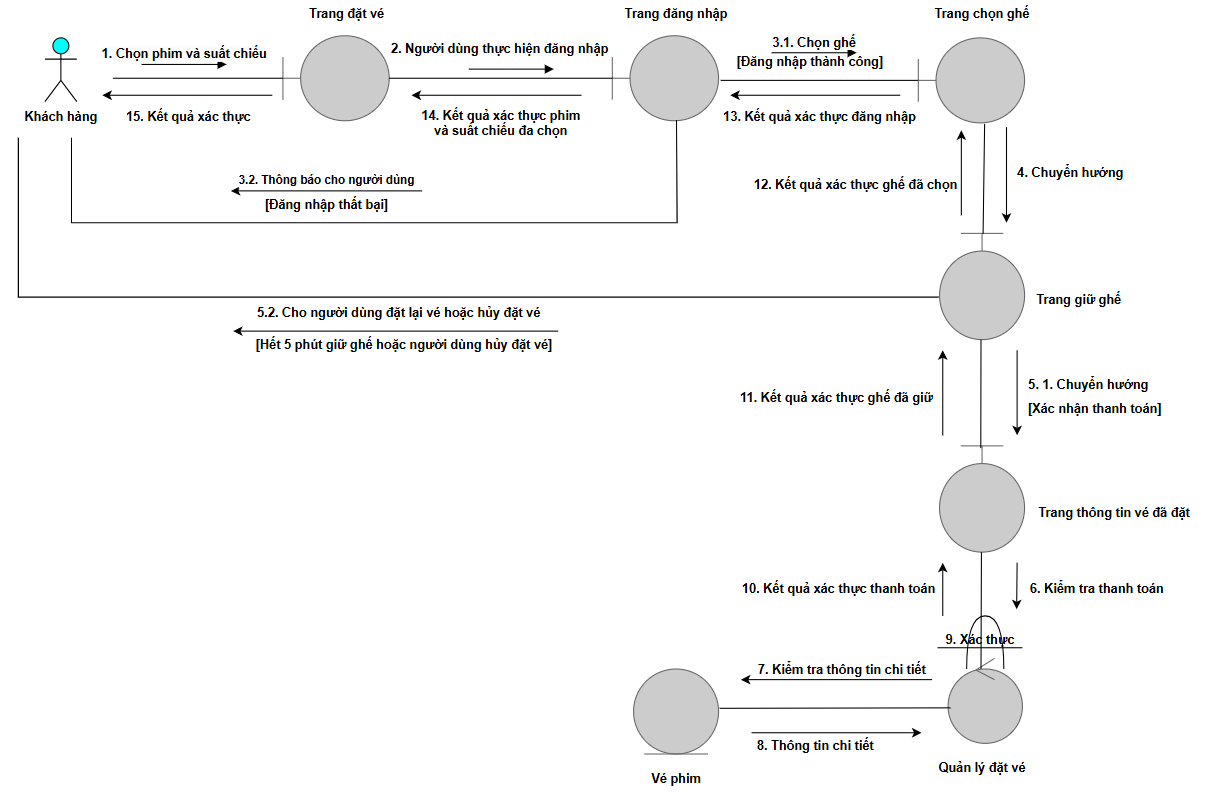 Trang đặt vé
Trang đăng nhập
Trang chọn ghế
1. Chọn phim và suất chiếu
2. Người dùng thực hiện đăng nhập
3.1. Chọn ghế
[Đăng nhập thành công]
Khách hàng
15. Kết quả xác thực
14. Kết quả xác thực phim
và suất chiếu đa chọn
13. Kết quả xác thực đăng nhập
3.2. Thông báo cho người dùng
[Đăng nhập thất bại]
12. Kết quả xác thực ghế đã chọn
4. Chuyển hướng
Trang giữ ghế
5.2. Cho người dùng đặt lại vé hoặc hủy đặt vé
[Hết 5 phút giữ ghế hoặc người dùng hủy đặt vé]
11. Kết quả xác thực ghế đã giữ
5. 1. Chuyển hướng
[Xác nhận thanh toán]
Trang thông tin vé đã đặt
10. Kết quả xác thực thanh toán
6. Kiểm tra thanh toán
9. Xác thực
7. Kiểm tra thông tin chi tiết
8. Thông tin chi tiết
Vé phim
Quản lý đặt vé